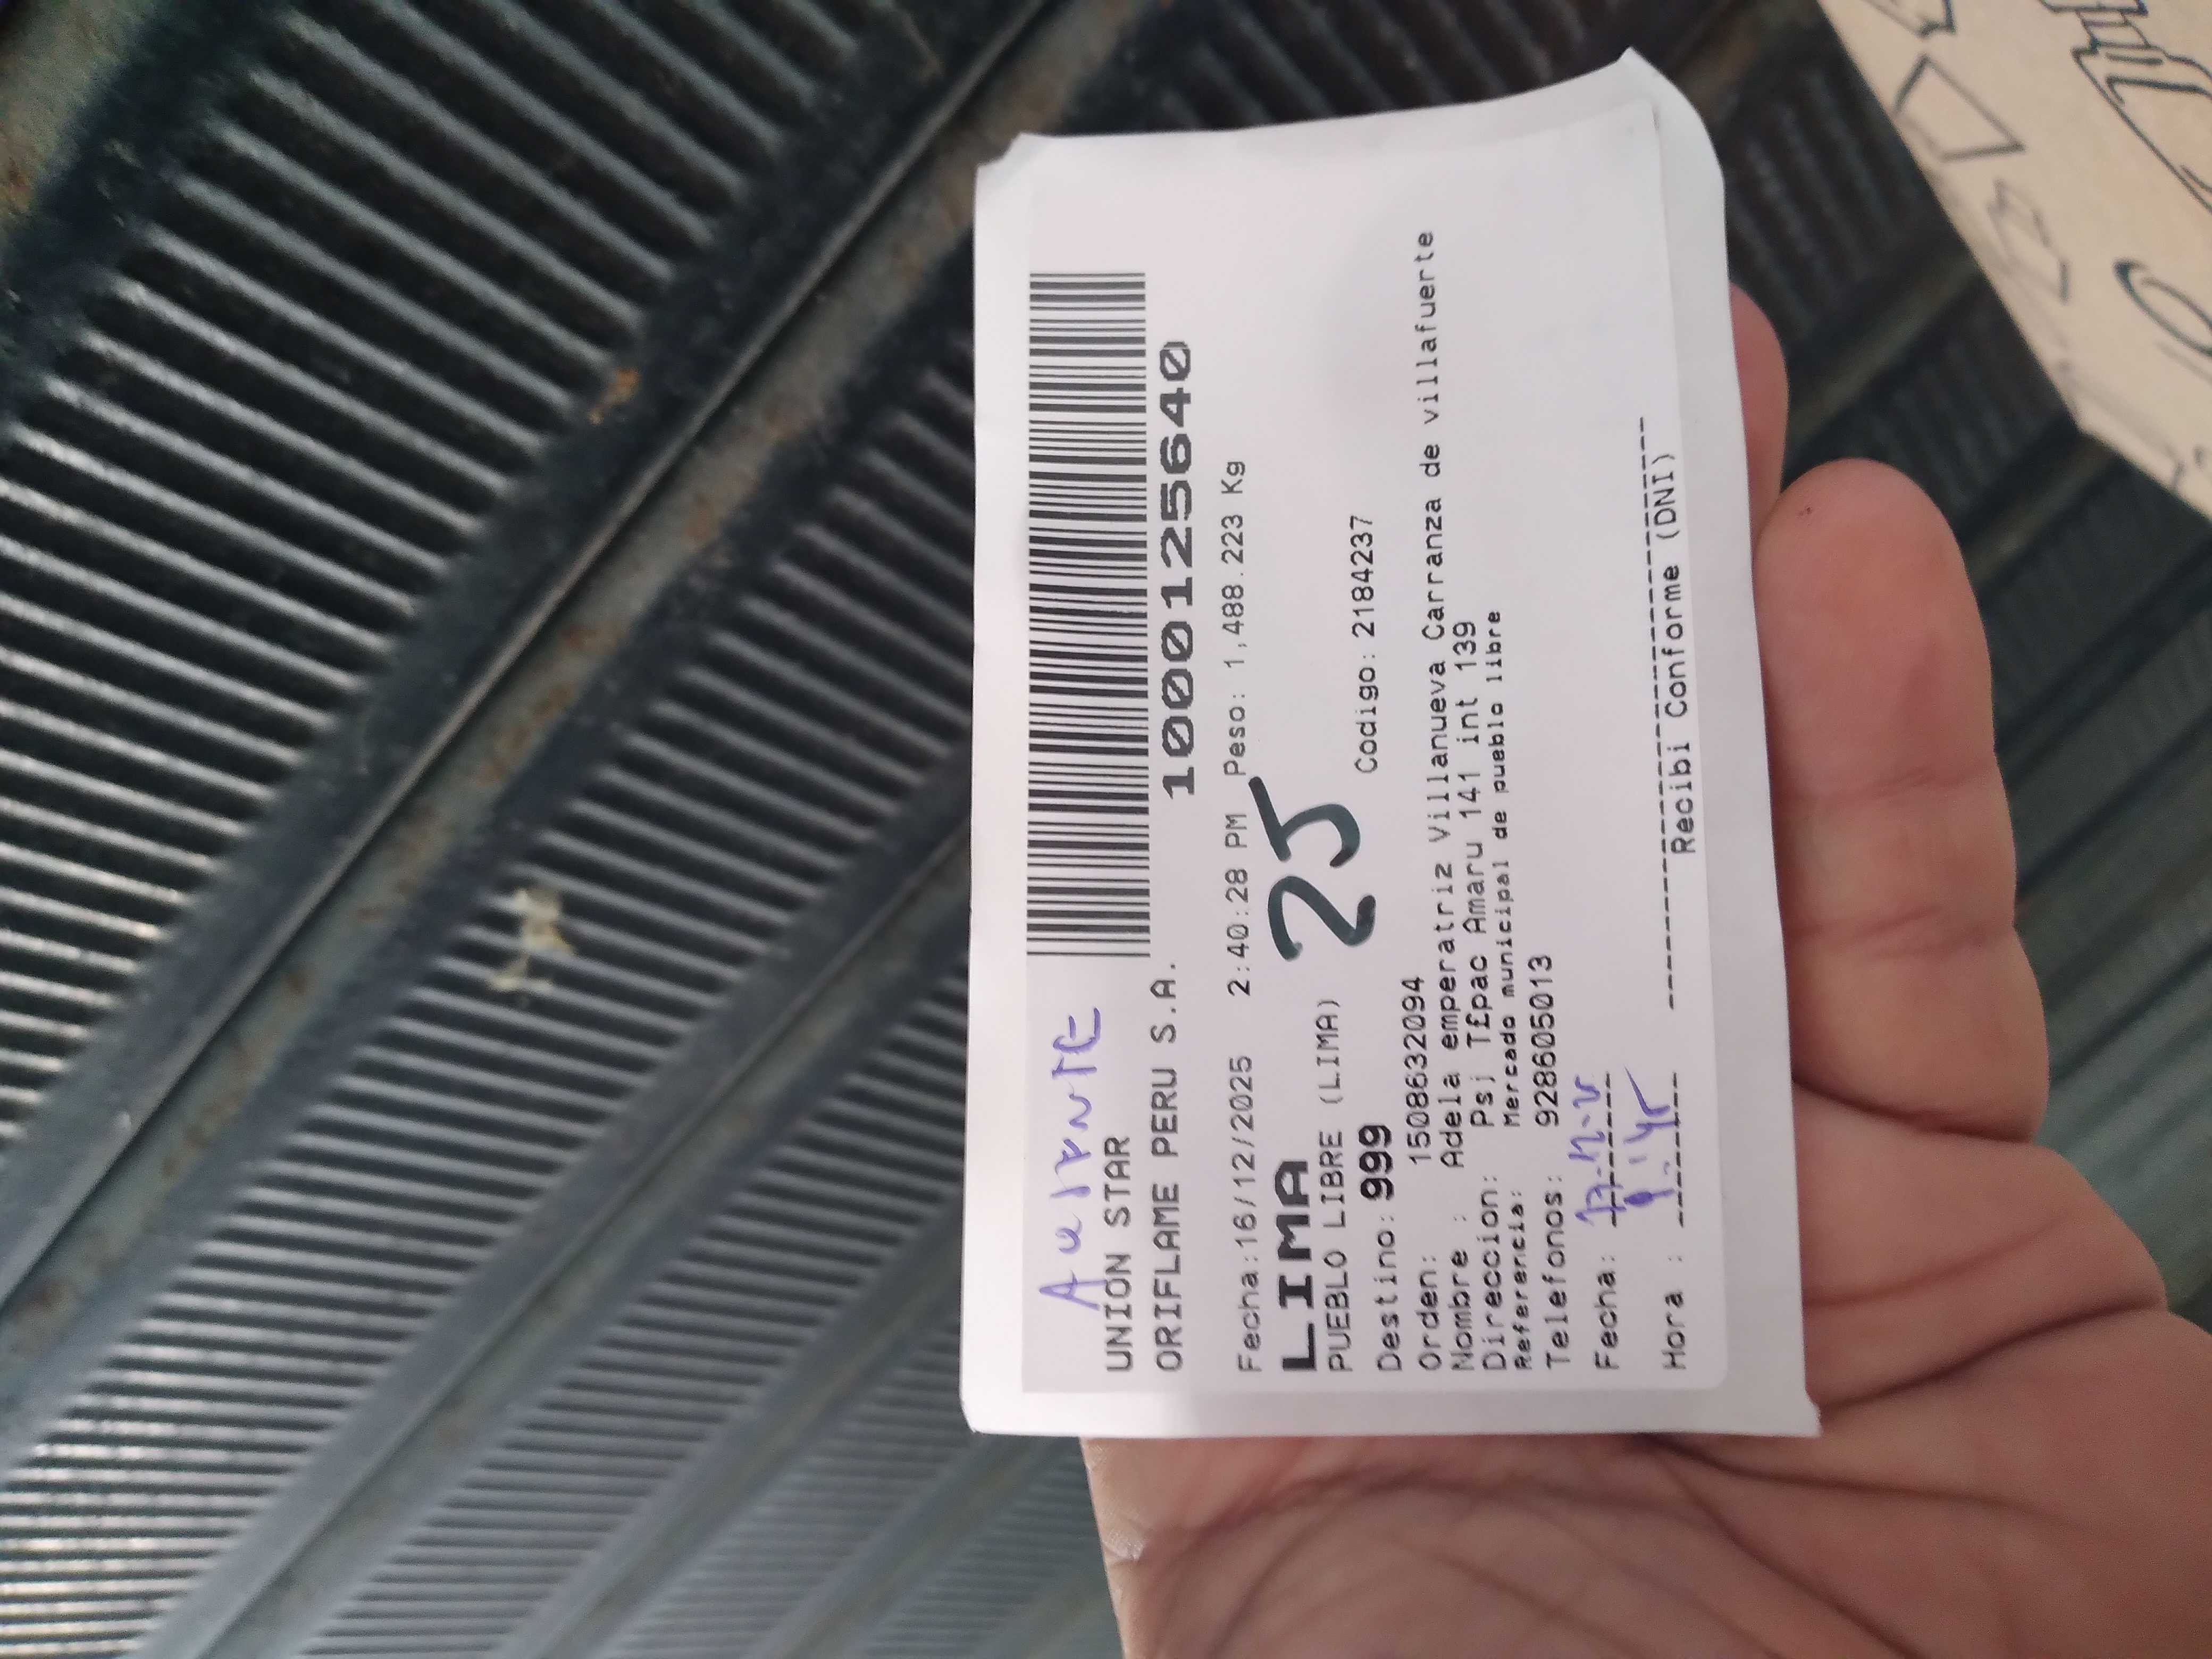 AUSENTE
UNION STAR
ORIFLAME PERU S.A.
1000125640
Fecha:16/12/2025 2:40:28 PM Peso: 1,488.223 Kg
LIMA
25
PUEBLO LIBRE (LIMA)
Destino: 999 Codigo: 2184237
Orden: 1508632094
Nombre : Adela emperatriz Villanueva Carranza de villafuerte
Direccion: Psj T£pac Amaru 141 int 139
Referencia: Mercado municipal de pueblo libre
Telefonos: 928605013
Fecha:
Hora :
Recibi Conforme (DNI)